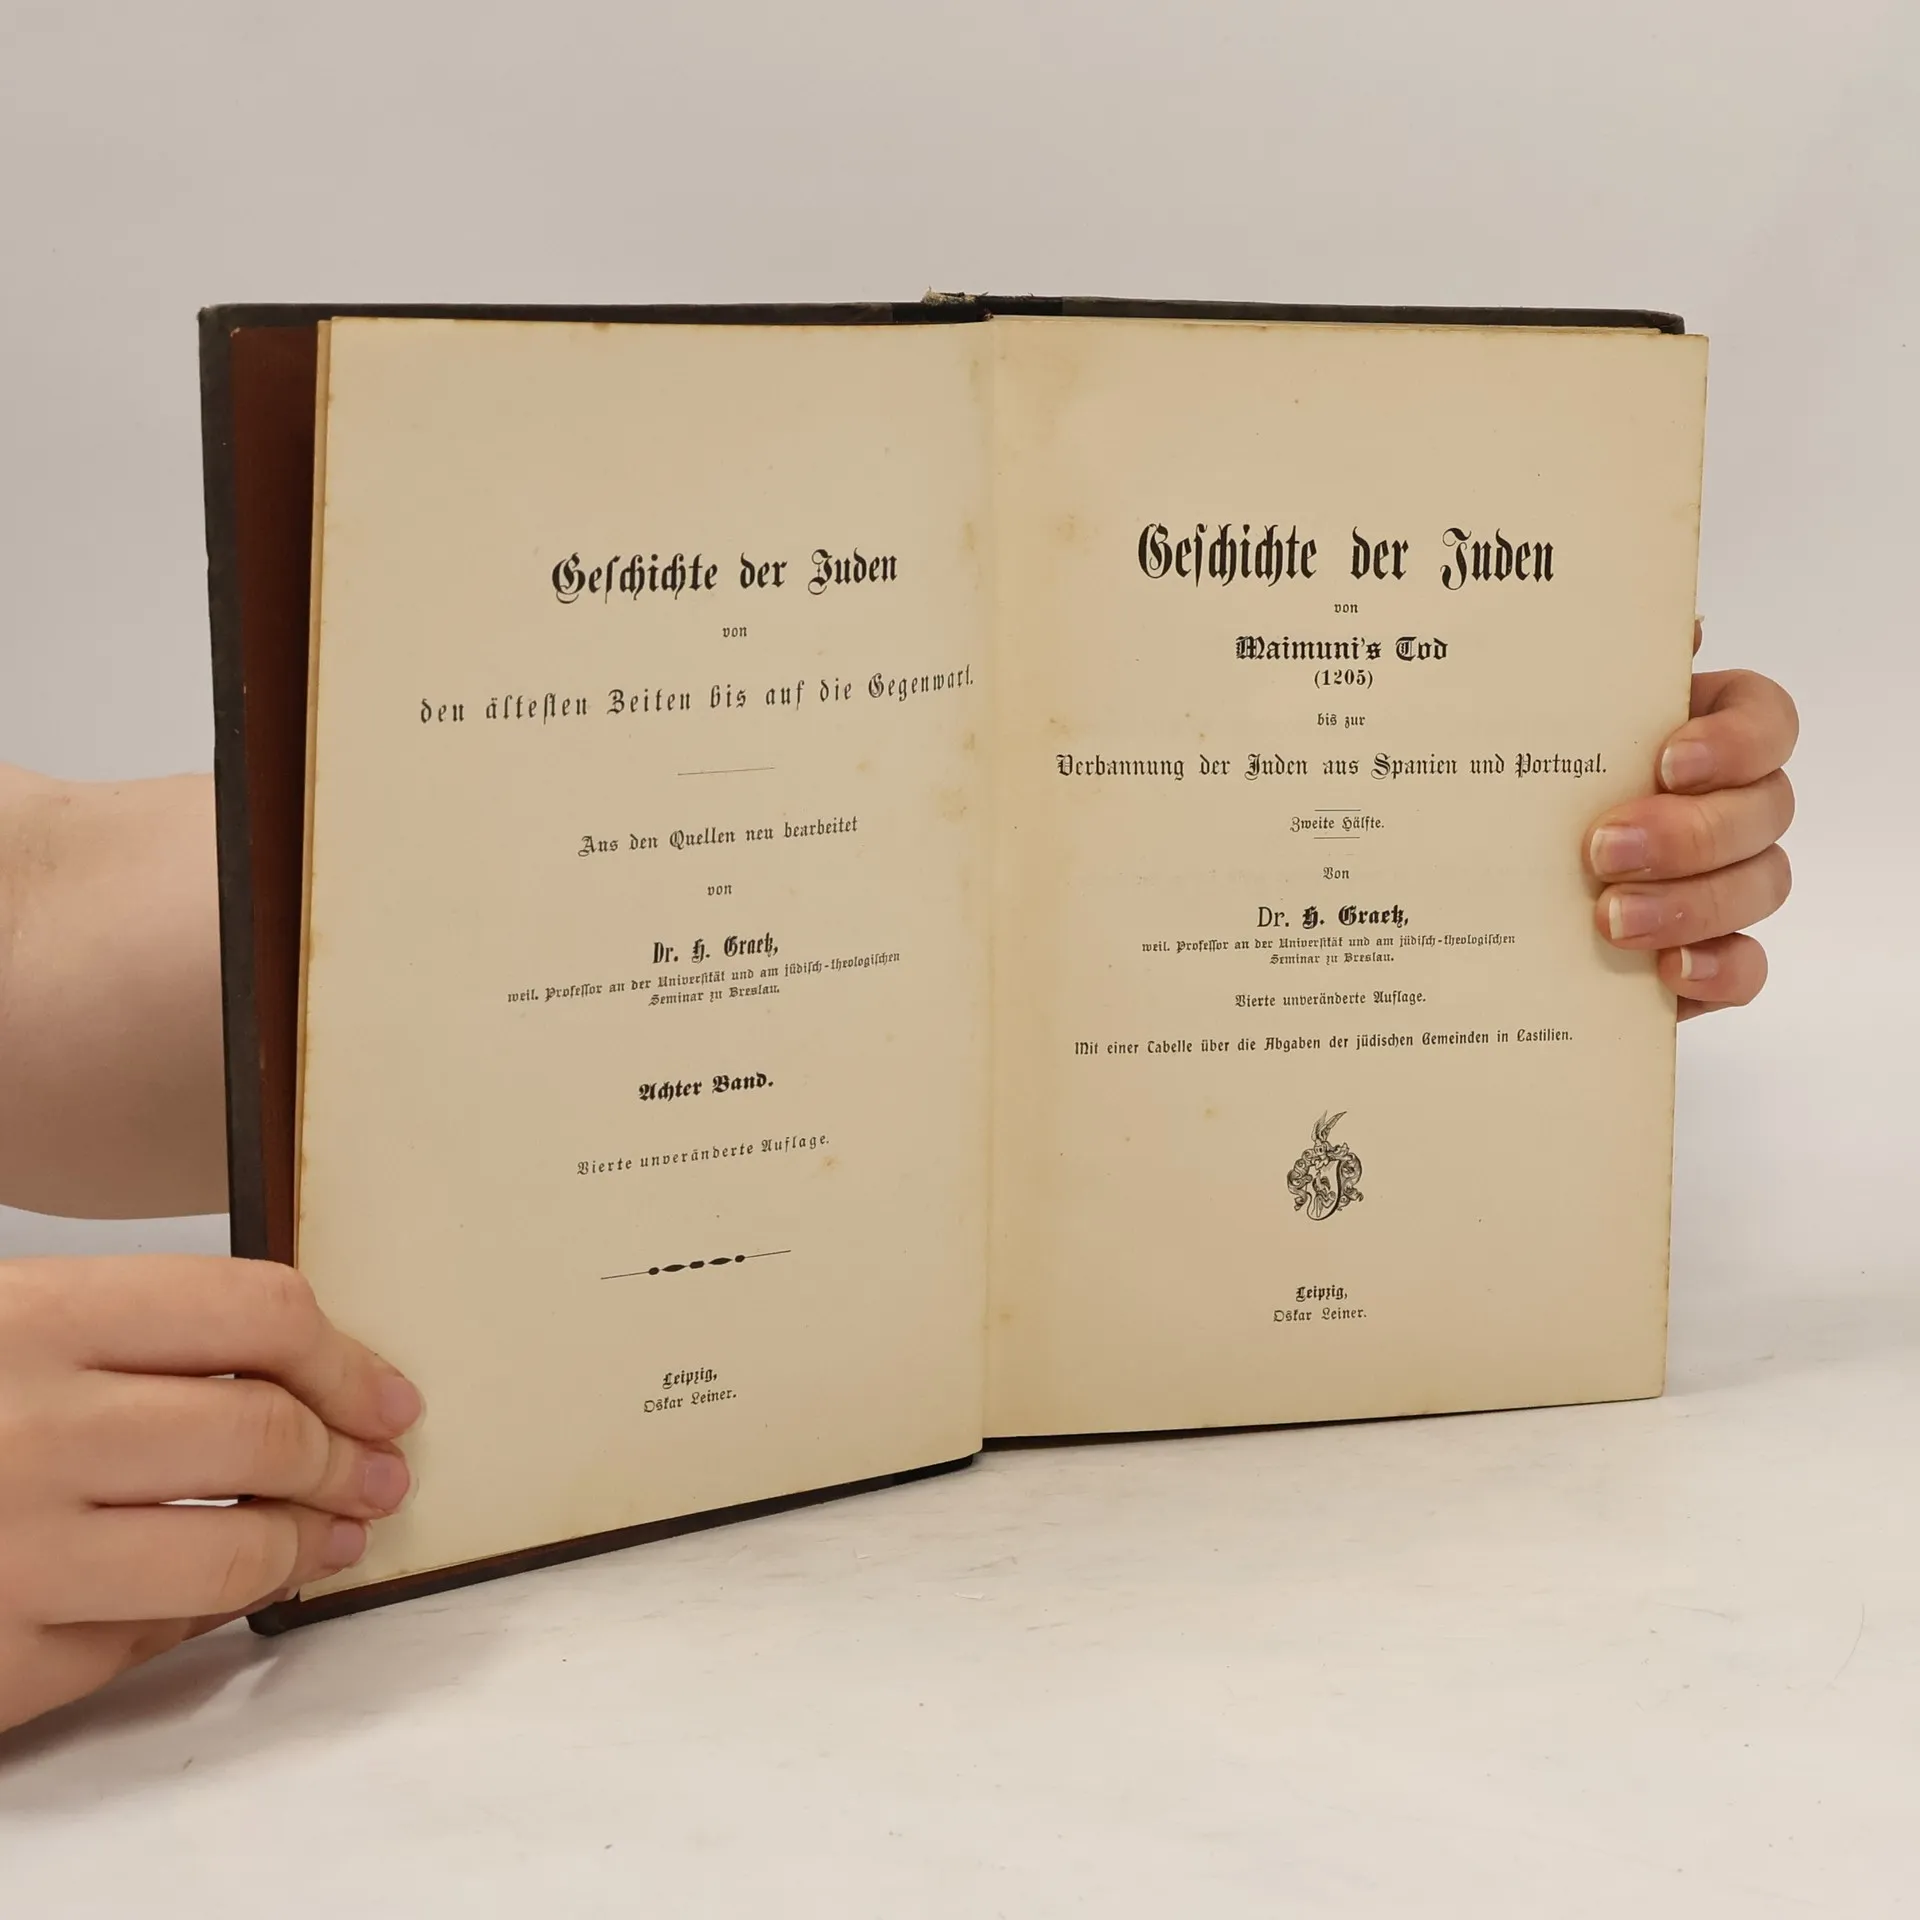 Geſchichte der Juden
von
den älteſten Zeiten bis auf die Gegenwart.
Aus den Quellen neu bearbeitet
von
Dr. H. Graetz,
weil. Profeſſor an der Univerſität und am jüdiſch-theologiſchen
Seminar zu Breslau.
Achter Band.
Vierte unveränderte Auflage.
Leipzig,
Oskar Leiner.
Geſchichte der Juden
von
Maimuni's Tod
(1205)
bis zur
Verbannung der Juden aus Spanien und Portugal.
Zweite Hälfte.
Von
Dr. H. Graetz,
weil. Profeſſor an der Univerſität und am jüdiſch-theologiſchen
Seminar zu Breslau.
Vierte unveränderte Auflage.
Mit einer Tabelle über die Abgaben der jüdischen Gemeinden in Castilien.
Leipzig,
Oskar Leiner.